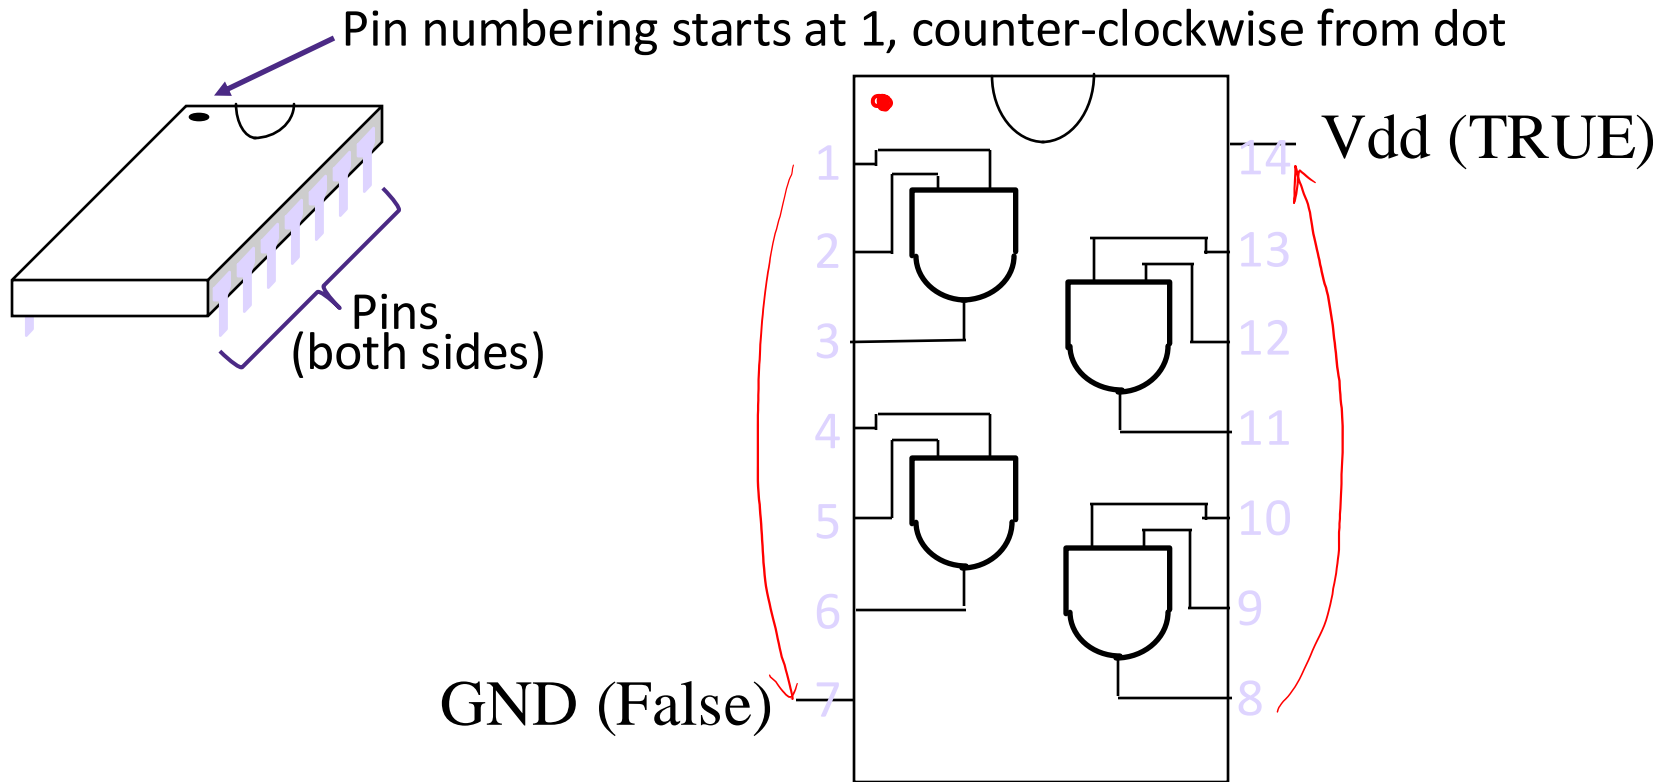 Pin numbering starts at 1, counter-clockwise from dot
Vdd (TRUE)
1
14
2
13
3
12
Pins
(both sides)
4
11
5
10
6
9
GND (False)
7
8